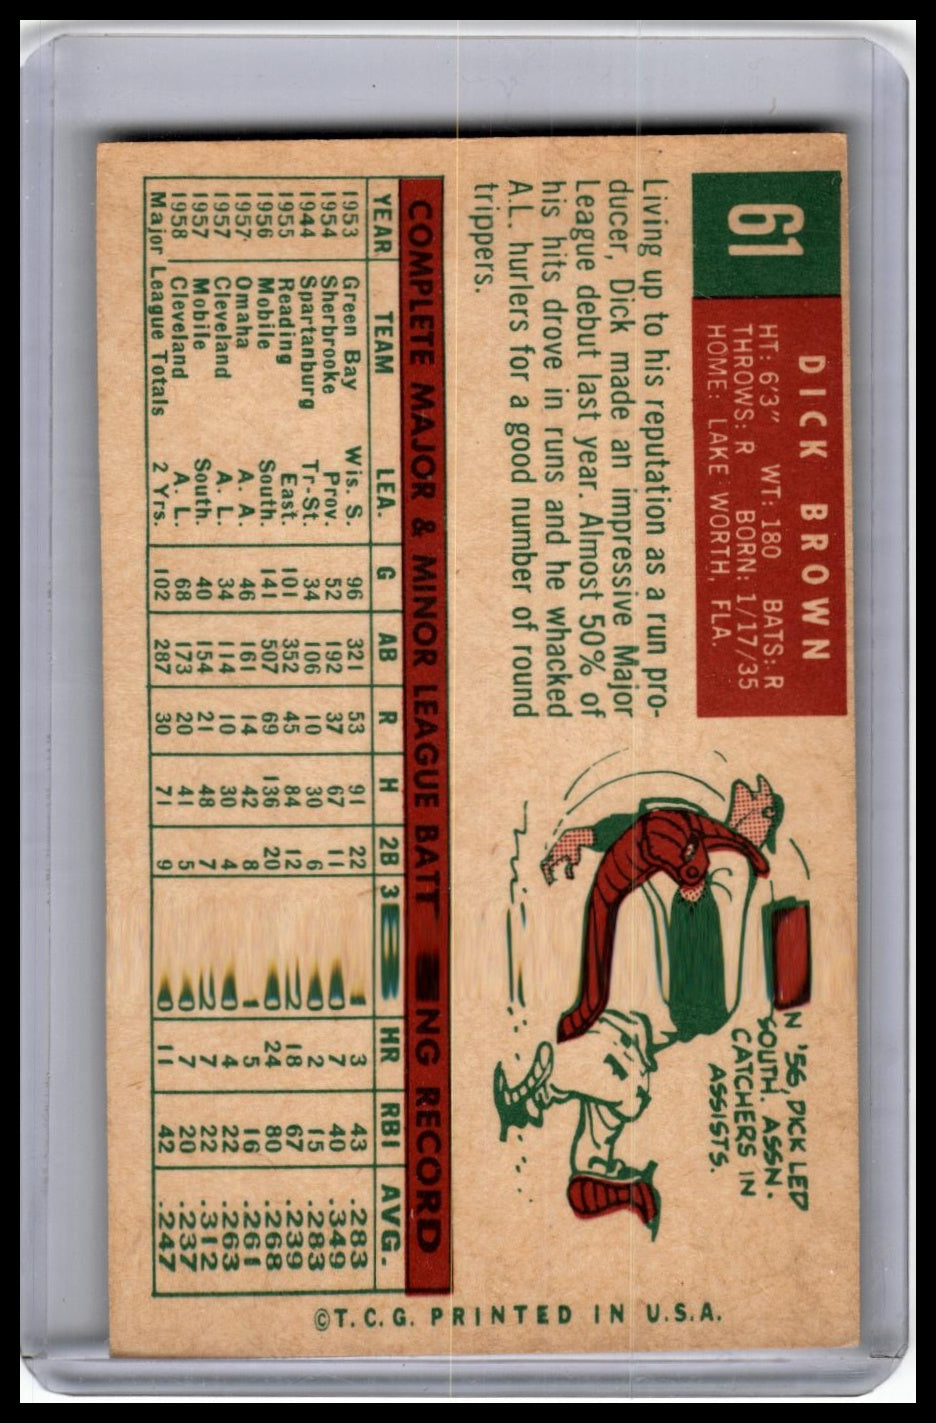 61
DICK BROWN
HT: 6'3" WT: 180 BATS: R
THROWS: R BORN: 1/17/35
HOME: LAKE WORTH, FLA.
Living up to his reputation as a run pro-
ducer, Dick made an impressive Major
League debut last year. Almost 50% of
his hits drove in runs and he whacked
A.L. hurlers for a good number of round
trippers.
N '56, DICK LED
SOUTH. ASSN.
CATCHERS IN
ASSISTS.
COMPLETE MAJOR & MINOR LEAGUE BATT NG RECORD
YEAR TEAM LEA. G AB R H 2B 3 HR RBI AVG.
1953 Green Bay Wis. S. 96 321 53 91 22 3 43 .283
1954 Sherbrooke Prov. 52 192 37 67 11 7 40 .349
1944 Spartanburg Tr-St. 34 106 10 30 6 2 15 .283
1955 Reading East. 101 352 45 84 12 18 67 .239
1956 Mobile South. 141 507 69 136 20 24 80 .268
1957 Omaha A. A. 46 161 14 42 8 5 16 .261
1957 Cleveland A. L. 34 114 10 30 4 4 22 .263
1957 Mobile South. 40 154 21 48 7 7 22 .312
1958 Cleveland A. L. 68 173 20 41 5 7 20 .237
Major League Totals 2 Yrs. 102 287 30 71 9 11 42 .247
©T.C.G. PRINTED IN U.S.A.